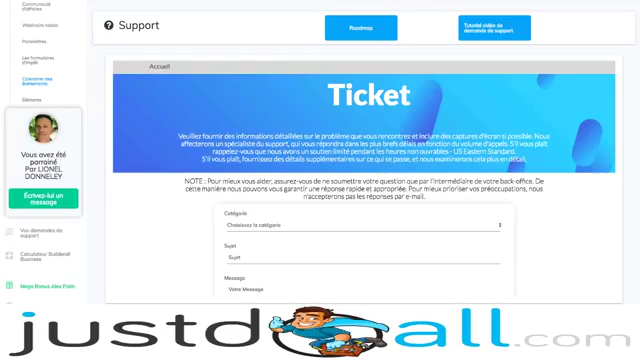 Communauté
d'affaires
Webinaire hebdo
Paramètres
Les formulaires
d'impôt
Calendrier des
événements
Éléments
Vous avez été
parrainé
Par LIONEL
DONNELEY
Écrivez-lui un
message
Vos demandes de
support
Calculateur Builderall
Business
Mega Bonus Alex Palm
Support
Roadmap
Tutoriel vidéo de
demande de support
Accueil
Ticket
Veuillez fournir des informations détaillées sur le problème que vous rencontrez et inclure des captures d'écran si possible. Nous
affecterons un spécialiste du support, qui vous répondra dans les plus brefs délais en fonction du volume d'appels. S'il vous plaît
rappelez-vous que nous avons un soutien limité pendant les heures non ouvrables - US Eastern Standard.
S'il vous plaît, fournissez des détails supplémentaires sur ce qui se passe, et nous examinerons cela plus en détail.
NOTE : Pour mieux vous aider, assurez-vous de ne soumettre votre question que par l'intermédiaire de votre back-office. De
cette manière nous pouvons vous garantir une réponse rapide et appropriée. Pour mieux prioriser vos préoccupations, nous
n'accepterons pas les réponses par e-mail.
Catégorie
Choisissez la catégorie
Sujet
Sujet
Message
Votre Message
justdoall.com